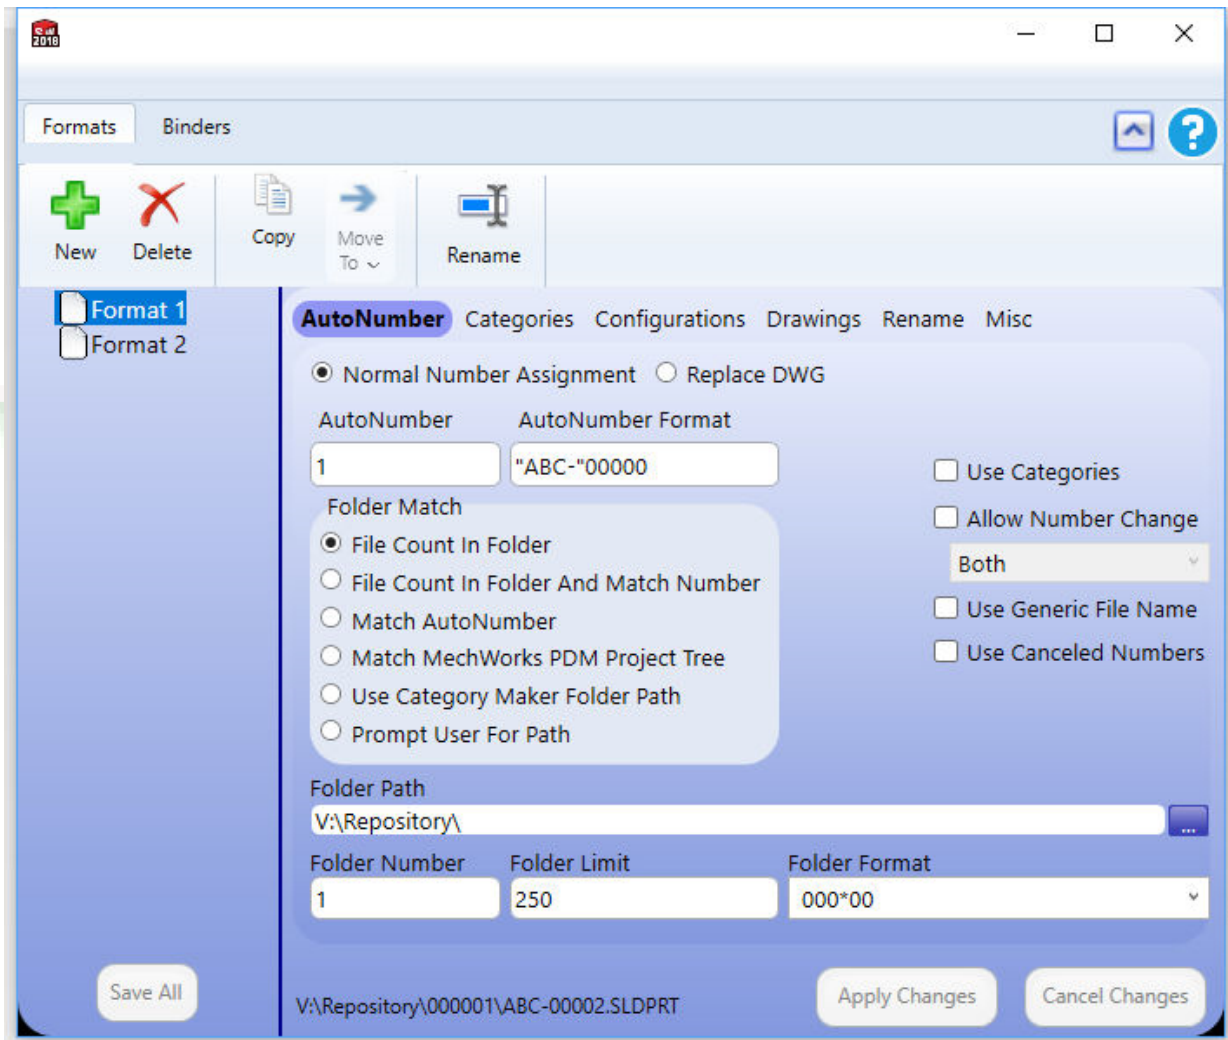 SW
2018
Formats Binders
?
New Delete Copy Move To Rename
Format 1
Format 2
AutoNumber Categories Configurations Drawings Rename Misc
Normal Number Assignment Replace DWG
AutoNumber AutoNumber Format
1 "ABC-"00000
Use Categories
Folder Match
Allow Number Change
File Count In Folder
Both
File Count In Folder And Match Number
Use Generic File Name
Match AutoNumber
Use Canceled Numbers
Match MechWorks PDM Project Tree
Use Category Maker Folder Path
Prompt User For Path
Folder Path
V:\Repository\ ...
Folder Number Folder Limit Folder Format
1 250 000*00
Save All
V:\Repository\000001\ABC-00002.SLDPRT
Apply Changes Cancel Changes